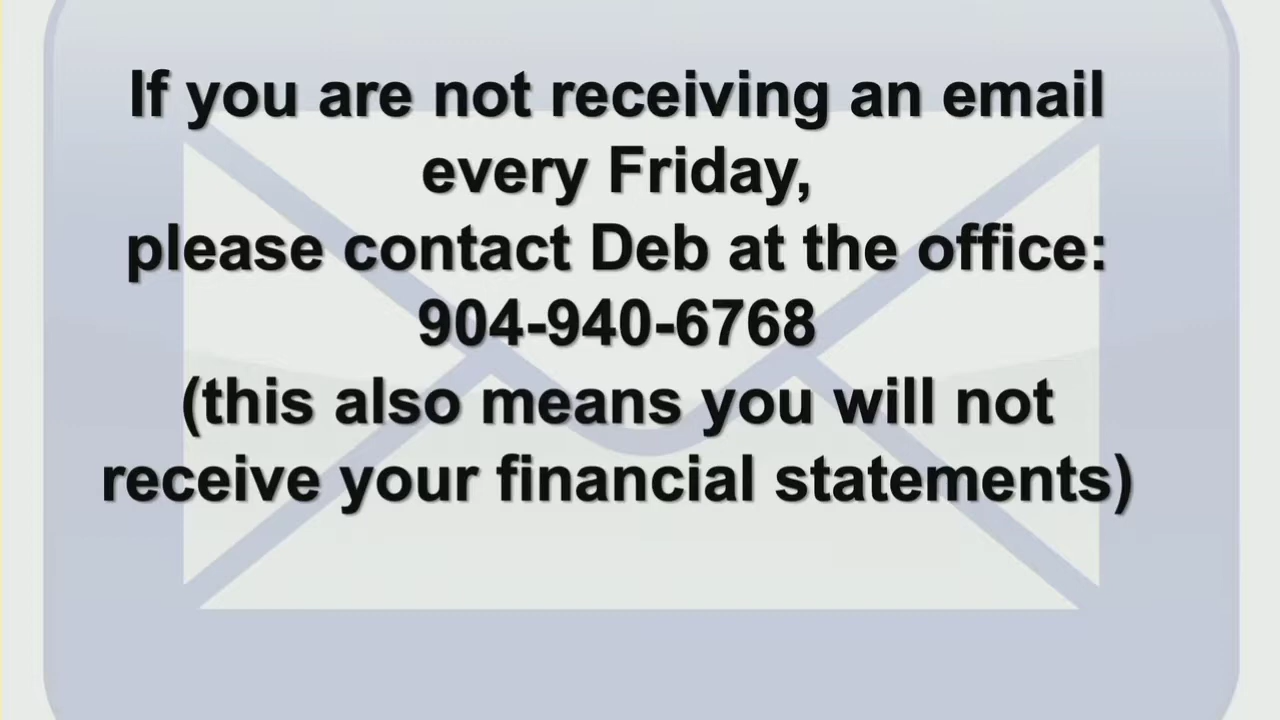 If you are not receiving an email
every Friday,
please contact Deb at the office:
904-940-6768
(this also means you will not
receive your financial statements)